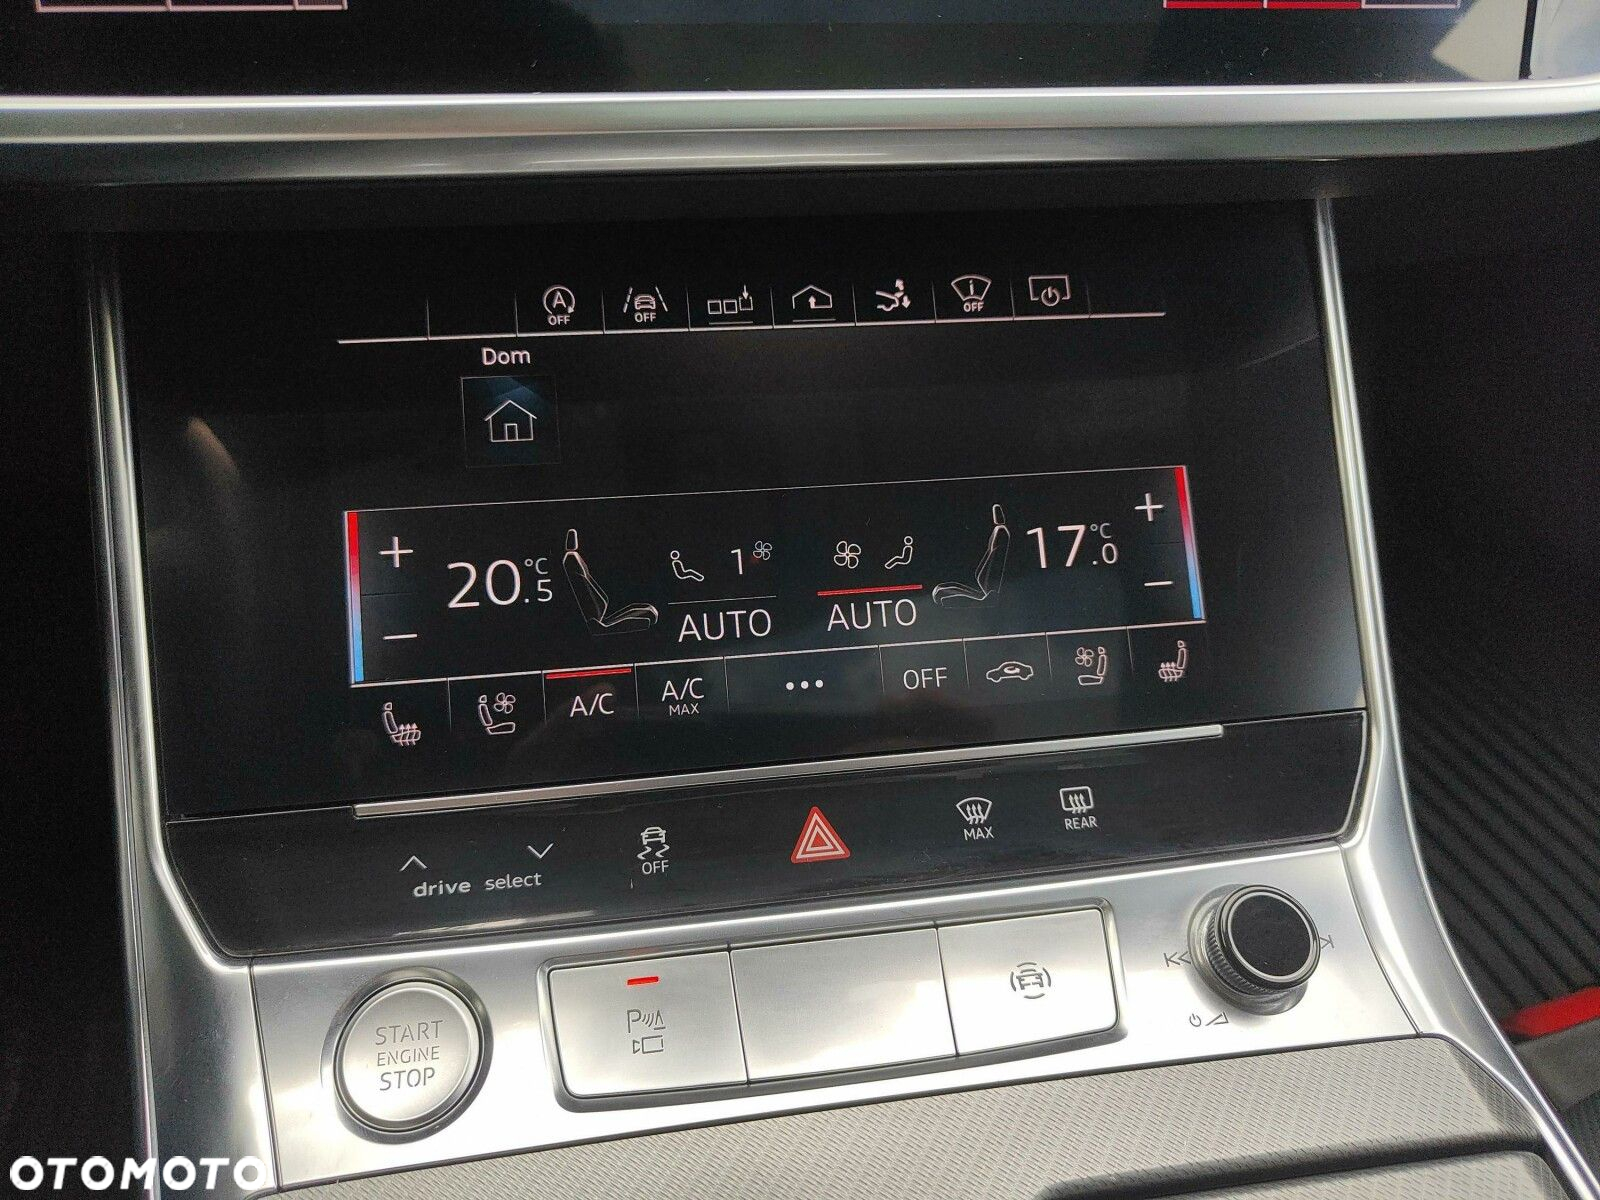 A
OFF
OFF
OFF
Dom
+ 20.5 °C 1 17.0 °C +
− AUTO AUTO −
A/C A/C MAX ... OFF
drive select
OFF
MAX
REAR
START
ENGINE
STOP
P
OTOMOTO